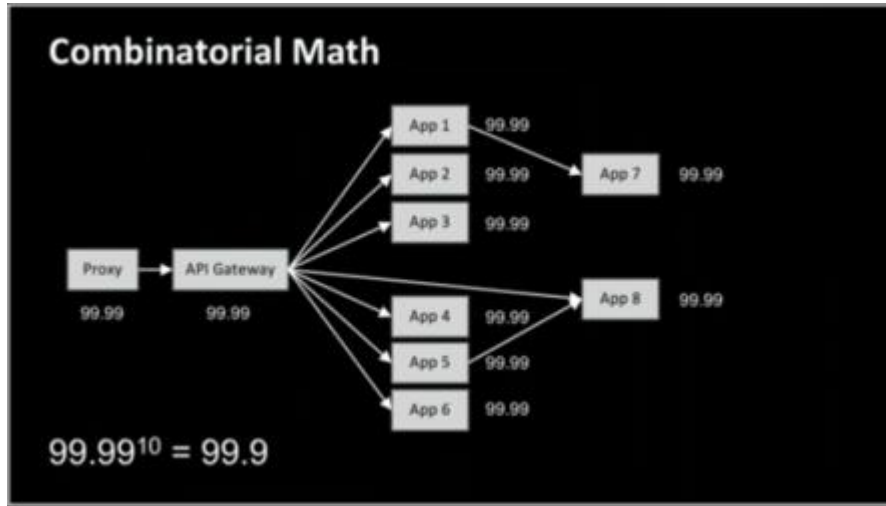 Combinatorial Math
App 1 99.99
App 2 99.99
App 7 99.99
App 3 99.99
Proxy
API Gateway
99.99
99.99
App 8 99.99
App 4 99.99
App 5 99.99
App 6 99.99
99.99¹⁰ = 99.9